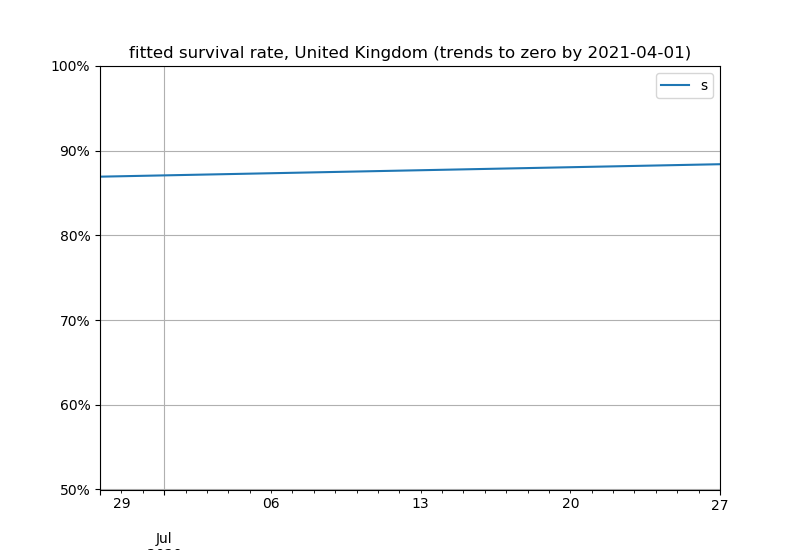 fitted survival rate, United Kingdom (trends to zero by 2021-04-01)
100%
s
90%
80%
70%
60%
50%
29 06 13 20 27
Jul